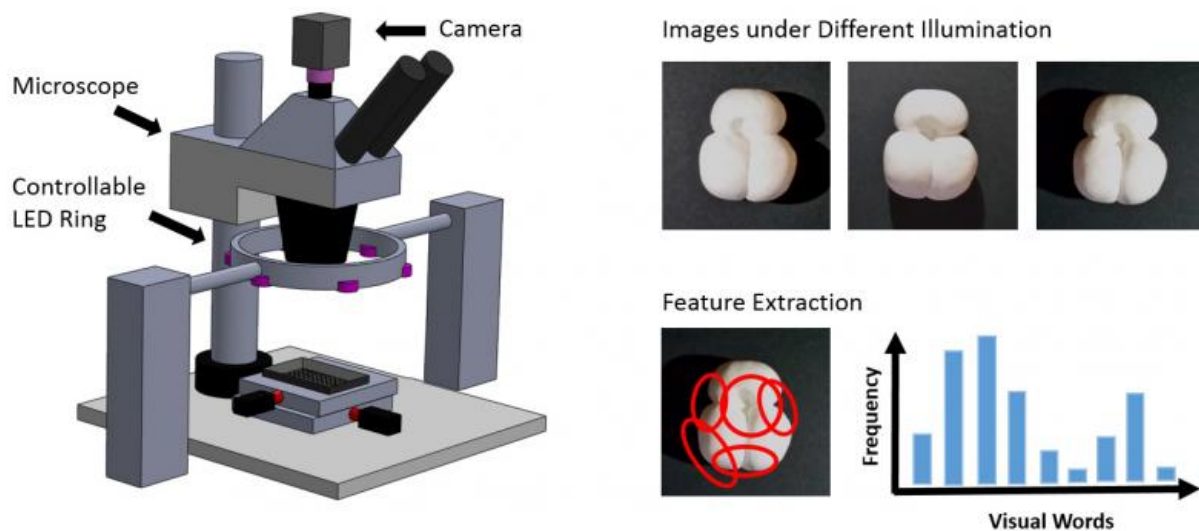 Camera
Microscope
Controllable
LED Ring
Images under Different Illumination
Feature Extraction
Frequency
Visual Words